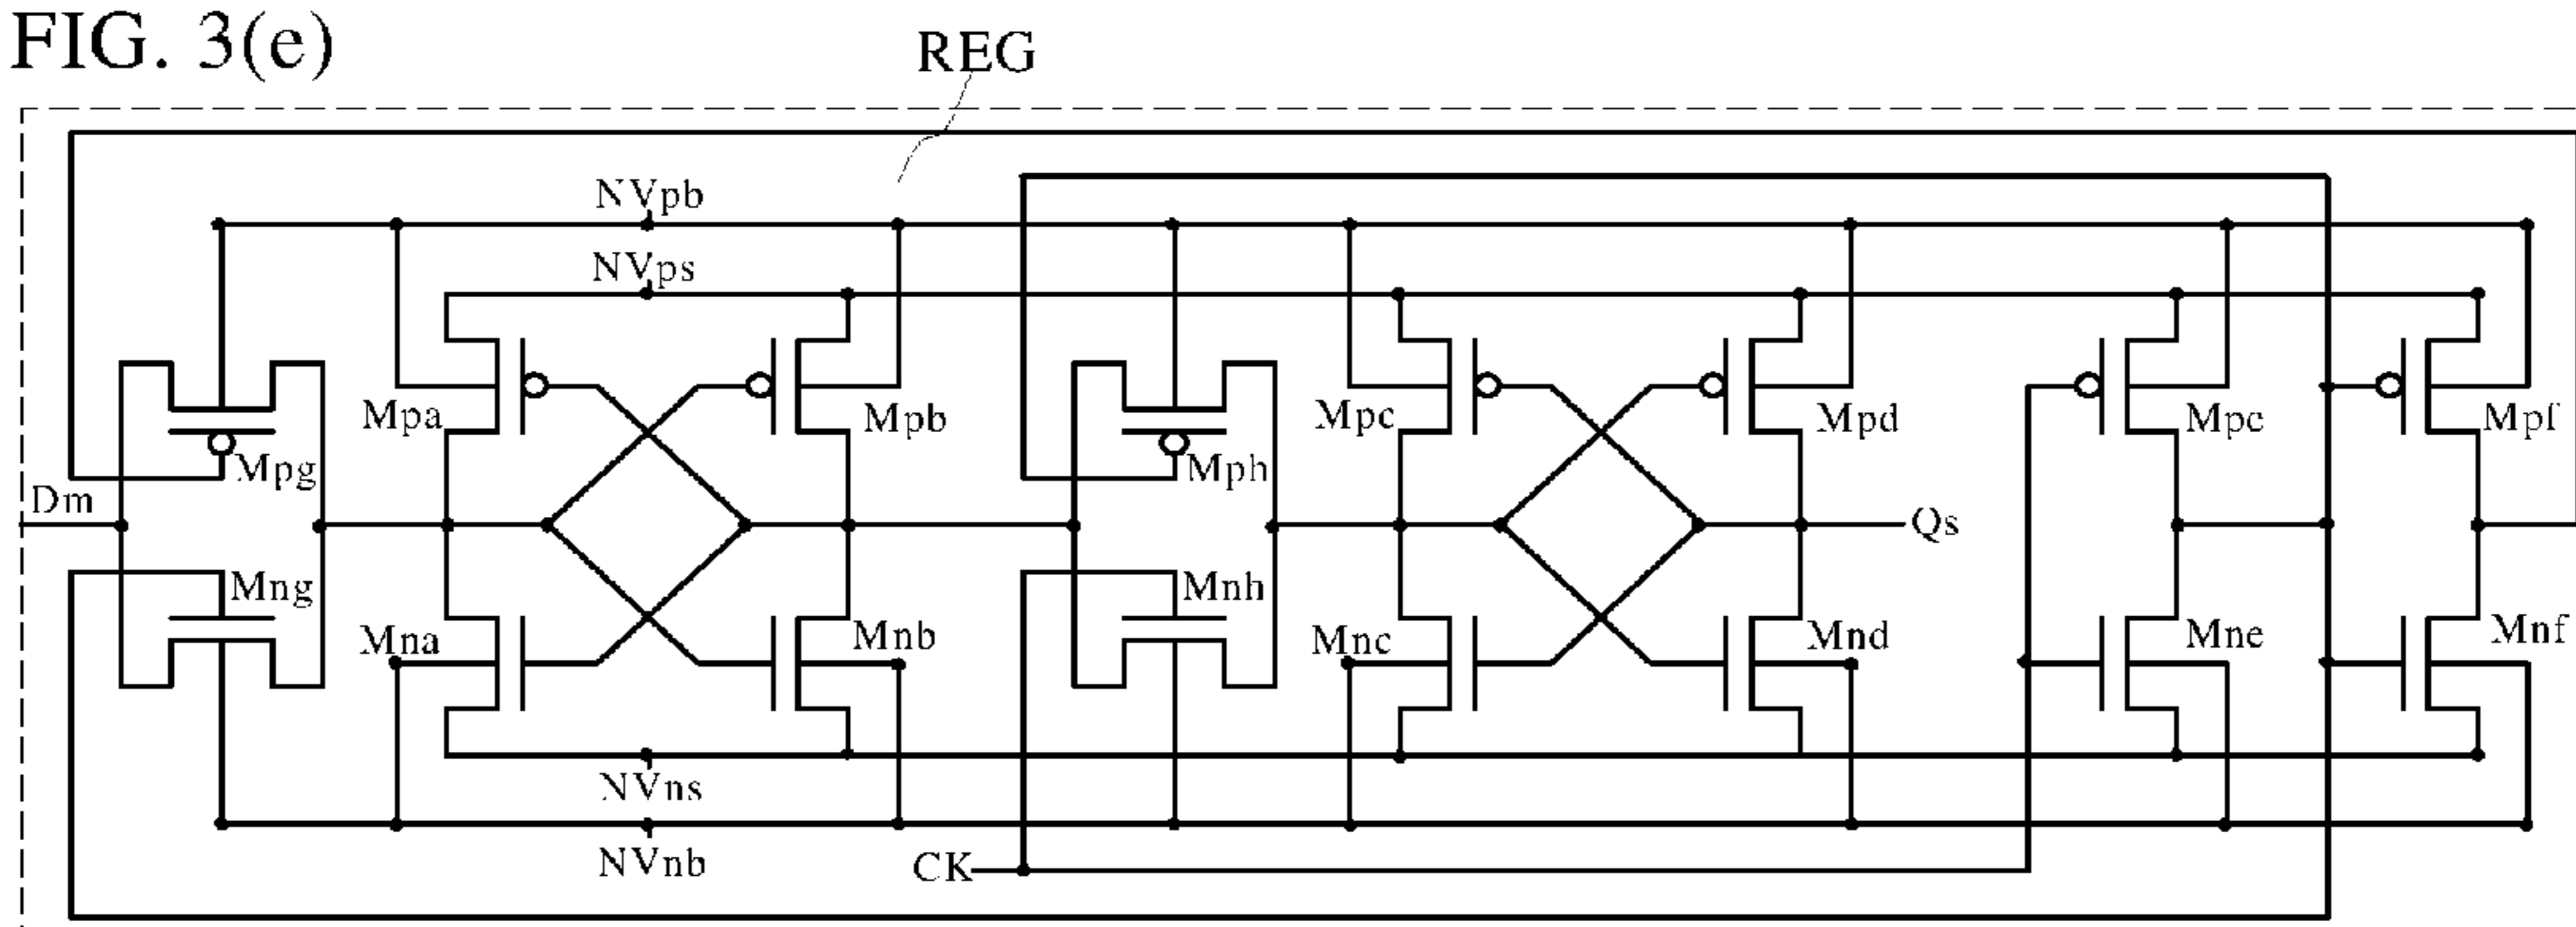 FIG. 3(e)
REG
NVpb
NVps
Mpa
Mpb
Mpc
Mpd
Mpe
Mpf
Mpg
Mph
Dm
Qs
Mng
Mnh
Mna
Mnb
Mnc
Mnd
Mne
Mnf
NVns
NVnb
CK